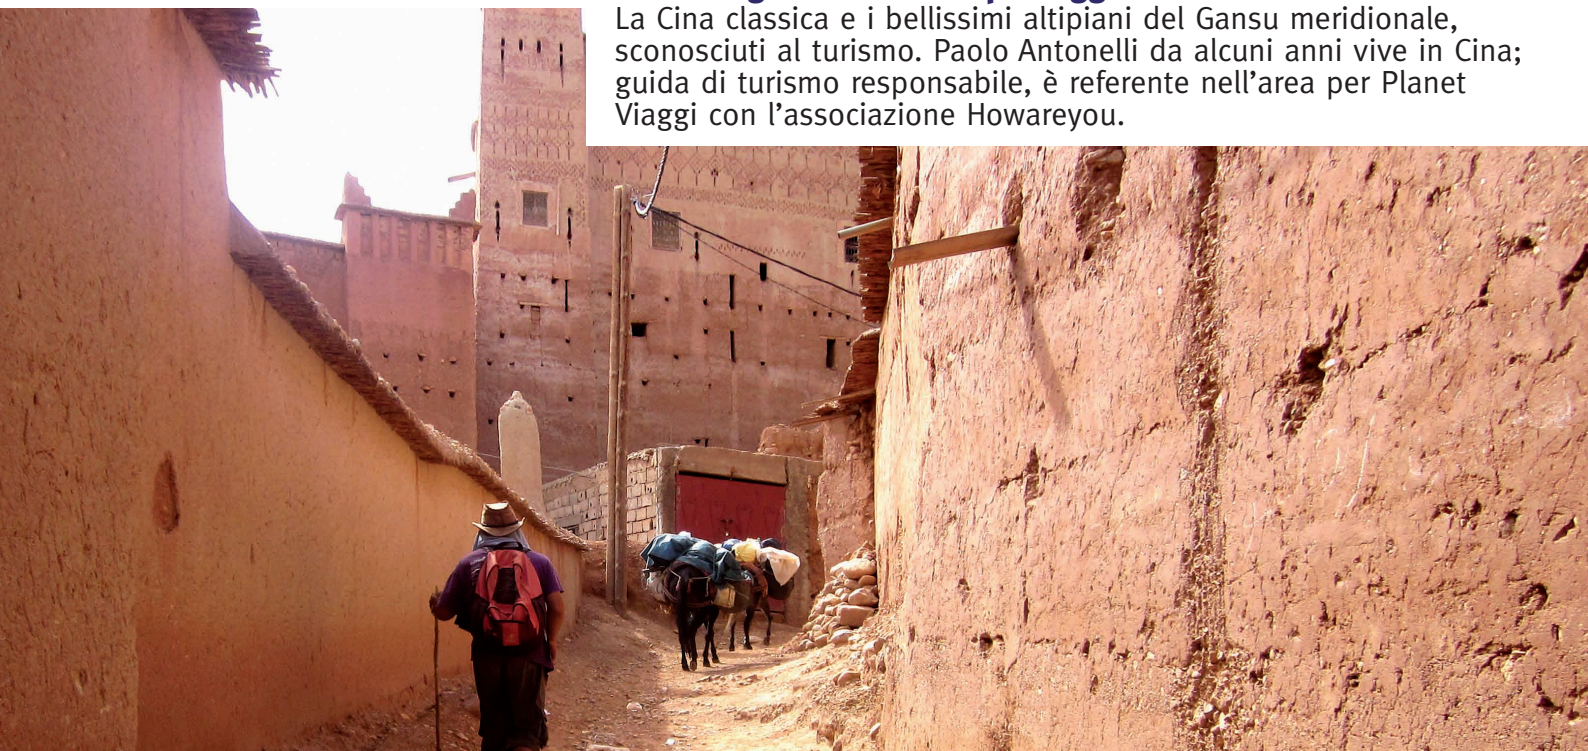 La Cina classica e i bellissimi altipiani del Gansu meridionale,
sconosciuti al turismo. Paolo Antonelli da alcuni anni vive in Cina;
guida di turismo responsabile, è referente nell’area per Planet
Viaggi con l’associazione Howareyou.